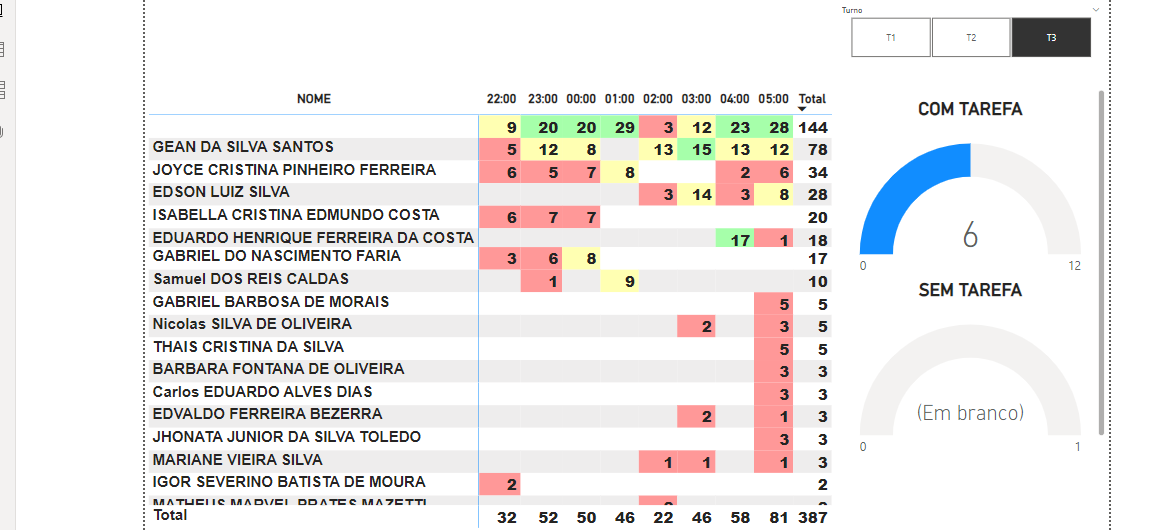 Turno
T1 T2 T3
NOME 22:00 23:00 00:00 01:00 02:00 03:00 04:00 05:00 Total
9 20 20 29 3 12 23 28 144
GEAN DA SILVA SANTOS 5 12 8 13 15 13 12 78
JOYCE CRISTINA PINHEIRO FERREIRA 6 5 7 8 2 6 34
EDSON LUIZ SILVA 3 14 3 8 28
ISABELLA CRISTINA EDMUNDO COSTA 6 7 7 20
EDUARDO HENRIQUE FERREIRA DA COSTA 17 1 18
GABRIEL DO NASCIMENTO FARIA 3 6 8 17
Samuel DOS REIS CALDAS 1 9 10
GABRIEL BARBOSA DE MORAIS 5 5
Nicolas SILVA DE OLIVEIRA 2 3 5
THAIS CRISTINA DA SILVA 5 5
BARBARA FONTANA DE OLIVEIRA 3 3
Carlos EDUARDO ALVES DIAS 3 3
EDVALDO FERREIRA BEZERRA 2 1 3
JHONATA JUNIOR DA SILVA TOLEDO 3 3
MARIANE VIEIRA SILVA 1 1 1 3
IGOR SEVERINO BATISTA DE MOURA 2 2
MATHEUS MARVEL PRATES MAZETTI
Total 32 52 50 46 22 46 58 81 387
COM TAREFA
6
0 12
SEM TAREFA
(Em branco)
0 1